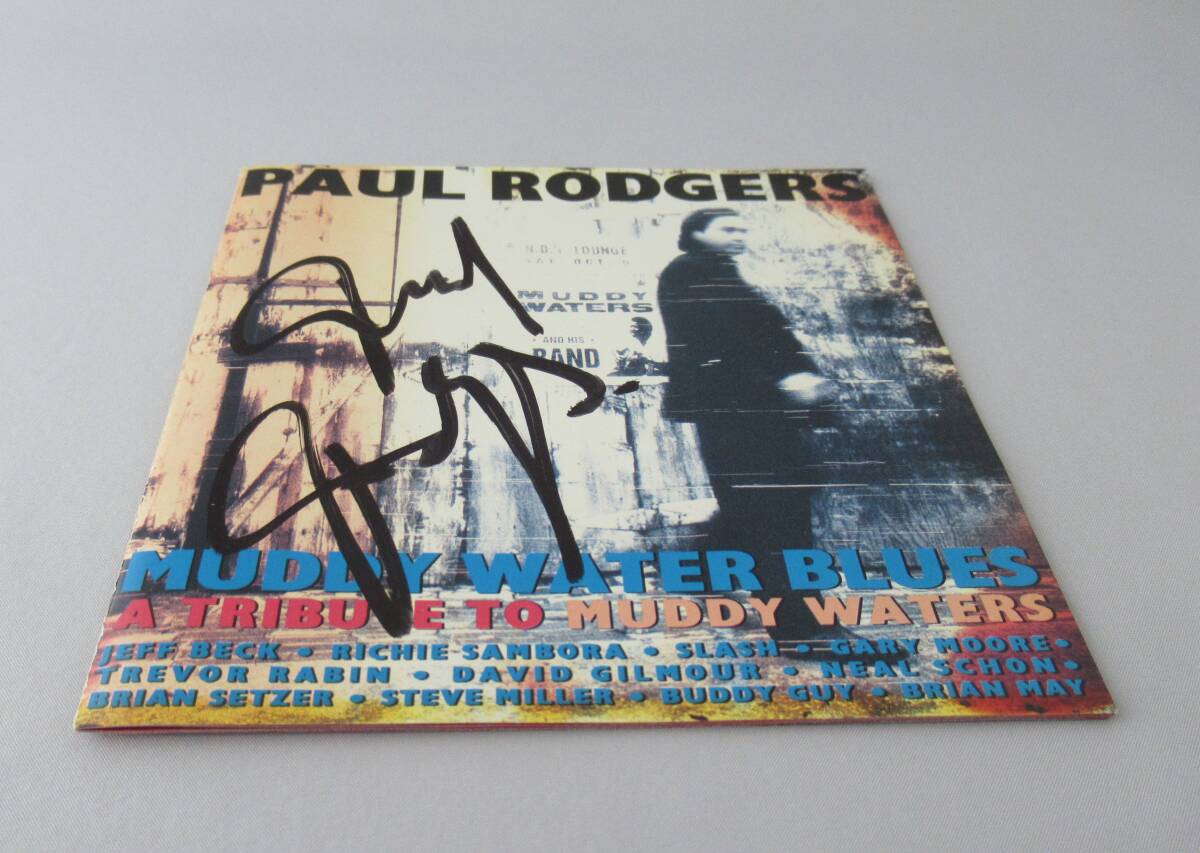 PAUL RODGERS
N.D.'s LOUNGE
SAT. OCT. 9
MUDDY
WATERS
• AND HIS •
BAND
MUDDY WATER BLUES
A TRIBUTE TO MUDDY WATERS
JEFF BECK • RICHIE SAMBORA • SLASH • GARY MOORE •
TREVOR RABIN • DAVID GILMOUR • NEAL SCHON •
BRIAN SETZER • STEVE MILLER • BUDDY GUY • BRIAN MAY